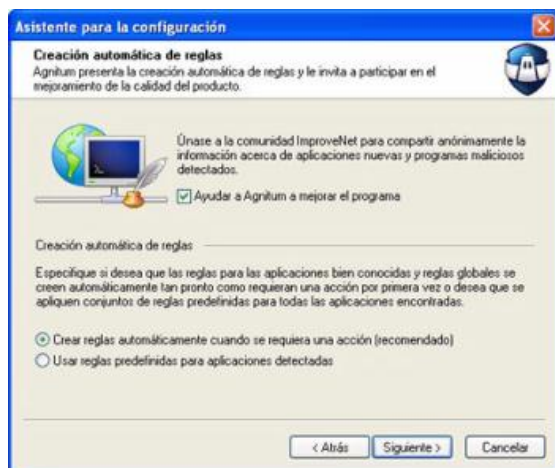 Asistente para la configuración
Creación automática de reglas
Agnitum presenta la creación automática de reglas y le invita a participar en el
mejoramiento de la calidad del producto.
Únase a la comunidad ImproveNet para compartir anónimamente la
información acerca de aplicaciones nuevas y programas maliciosos
detectados.
Ayudar a Agnitum a mejorar el programa
Creación automática de reglas
Especifique si desea que las reglas para las aplicaciones bien conocidas y reglas globales se
creen automáticamente tan pronto como requieran una acción por primera vez o desea que se
apliquen conjuntos de reglas predefinidas para todas las aplicaciones encontradas.
Crear reglas automáticamente cuando se requiera una acción (recomendado)
Usar reglas predefinidas para aplicaciones detectadas
< Atrás Siguiente > Cancelar